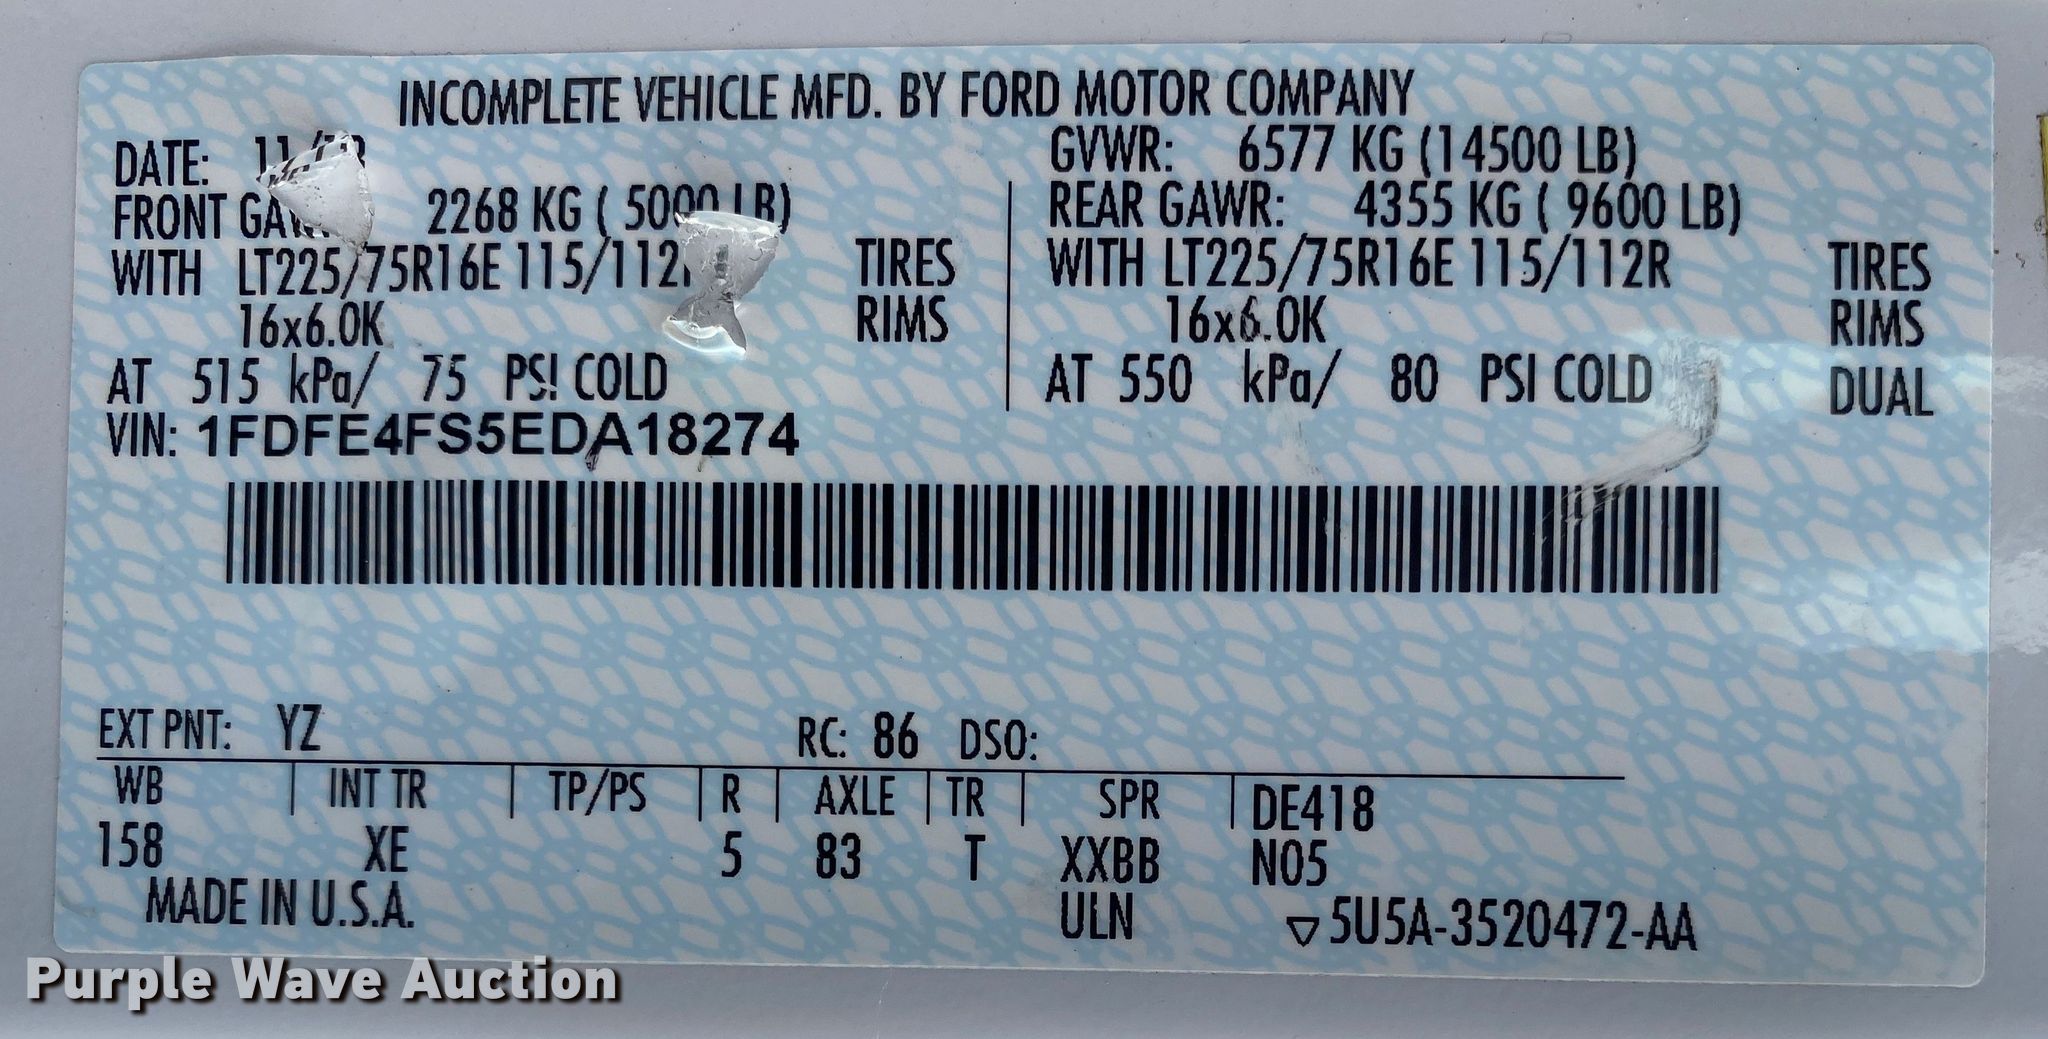 INCOMPLETE VEHICLE MFD. BY FORD MOTOR COMPANY
DATE: GVWR: 6577 KG (14500 LB)
FRONT 2268 KG ( 5000 LB) REAR GAWR: 4355 KG ( 9600 LB)
WITH LT225/75R16E TIRES WITH LT225/75R16E 115/112R TIRES
16x6.0K RIMS 16x6.0K RIMS
AT 515 kPa/ 75 PSI COLD AT 550 kPa/ 80 PSI COLD DUAL
VIN: 1FDFE4FS5EDA18274
EXT PNT: YZ RC: 86 DSO:
WB | INT TR | TP/PS | R | AXLE | TR | SPR | DE418
158 XE 5 83 T XXBB N05
MADE IN U.S.A. ULN ▽5U5A-3520472-AA
Purple Wave Auction